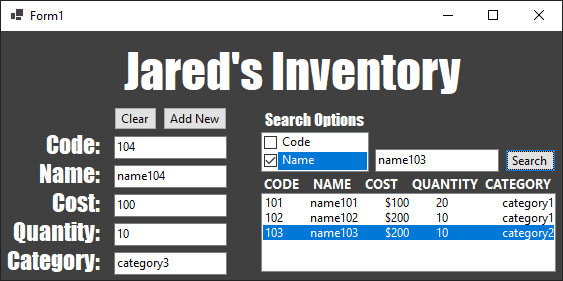 Form1
Jared's Inventory
Clear Add New
Code: 104
Name: name104
Cost: 100
Quantity: 10
Category: category3
Search Options
Code
Name name103 Search
CODE NAME COST QUANTITY CATEGORY
101 name101 $100 20 category1
102 name102 $200 10 category1
103 name103 $200 10 category2